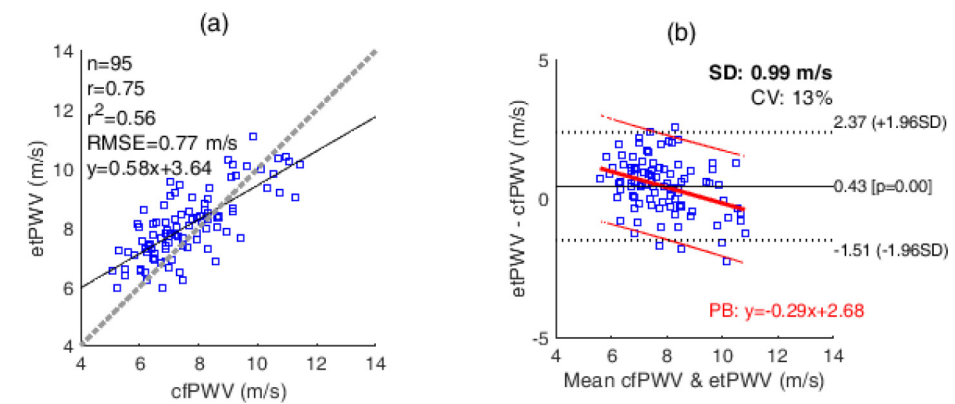 (a)
14
12
10
8
6
4
etPWV (m/s)
n=95
r=0.75
r²=0.56
RMSE=0.77 m/s
y=0.58x+3.64
4
6
8
10
12
14
cfPWV (m/s)
(b)
5
0
-5
etPWV - cfPWV (m/s)
SD: 0.99 m/s
CV: 13%
2.37 (+1.96SD)
0.43 [p=0.00]
-1.51 (-1.96SD)
PB: y=-0.29x+2.68
4
6
8
10
12
14
Mean cfPWV & etPWV (m/s)